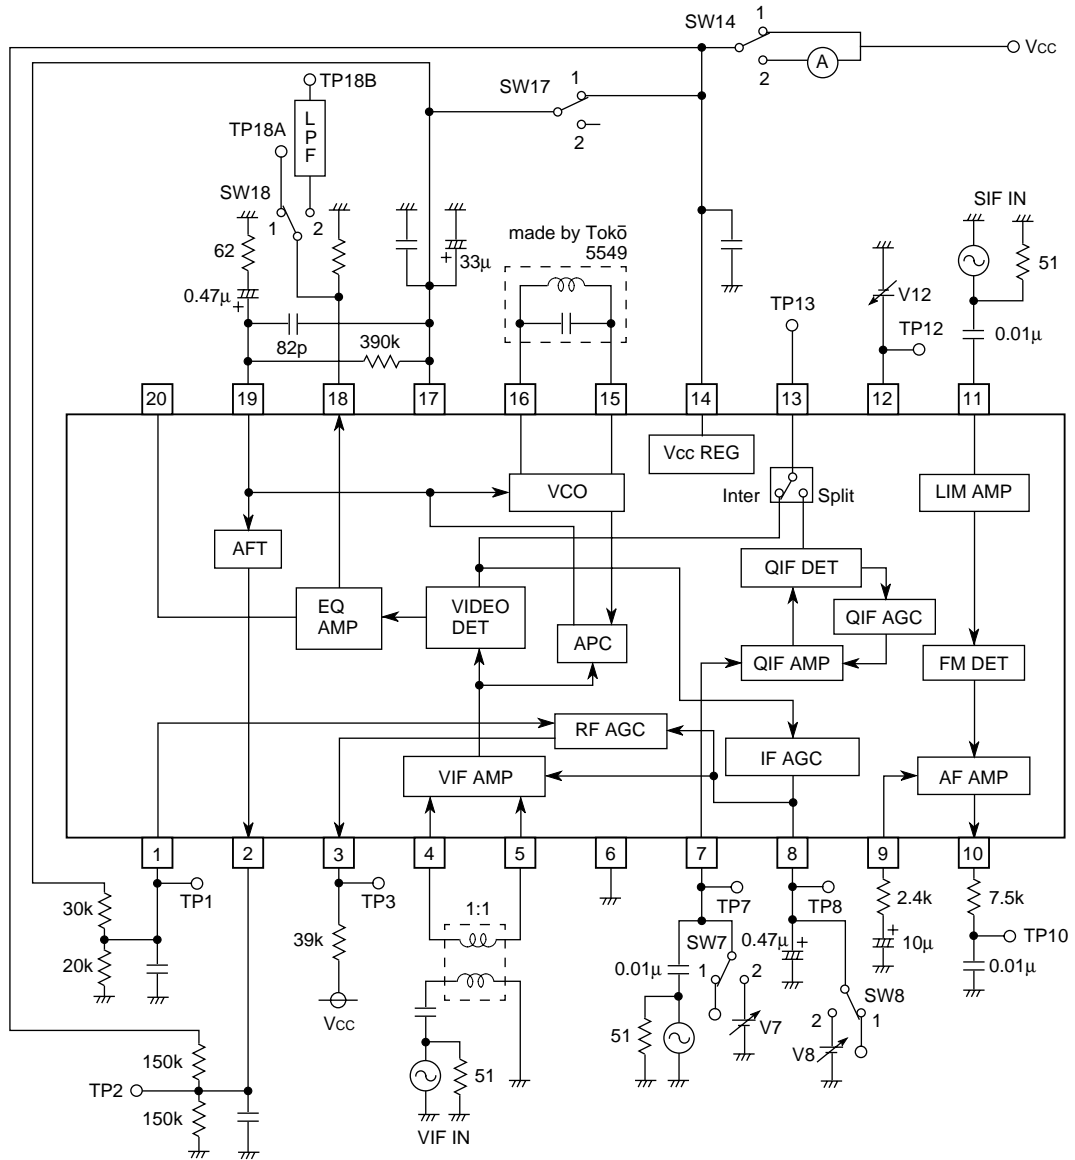 SW14
1
2
A
Vcc
SW17
1
2
TP18B
LPF
TP18A
SW18
1
2
62
0.47μ
+
82p
390k
+
33μ
made by Tokō
5549
TP13
V12
TP12
SIF IN
51
0.01μ
20
19
18
17
16
15
14
13
12
11
Vcc REG
VCO
Inter
Split
LIM AMP
AFT
EQ
AMP
VIDEO
DET
APC
QIF DET
QIF AGC
QIF AMP
FM DET
RF AGC
VIF AMP
IF AGC
AF AMP
1
2
3
4
5
6
7
8
9
10
TP1
30k
20k
TP3
39k
Vcc
1:1
51
VIF IN
TP7
SW7
0.01μ
1
2
51
V7
TP8
0.47μ
+
SW8
2
1
V8
2.4k
+
10μ
7.5k
TP10
0.01μ
150k
TP2
150k